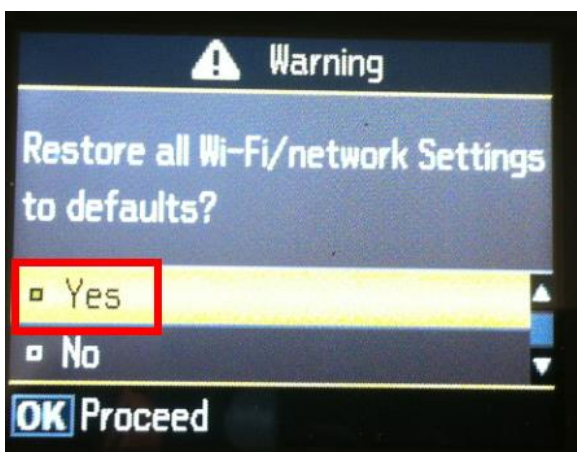 Warning
Restore all Wi-Fi/network Settings
to defaults?
Yes
No
OK Proceed